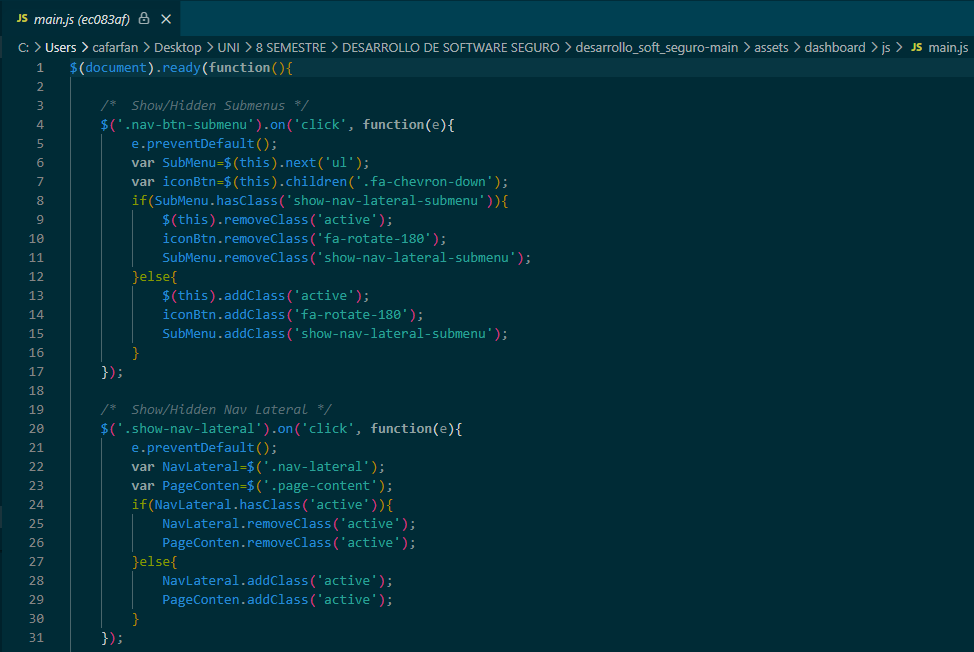 JS main.js (ec083af)
C: > Users > cafarfan > Desktop > UNI > 8 SEMESTRE > DESARROLLO DE SOFTWARE SEGURO > desarrollo_soft_seguro-main > assets > dashboard > js > JS main.js
1 $(document).ready(function(){
2
3 /*  Show/Hidden Submenus */
4 $('.nav-btn-submenu').on('click', function(e){
5 e.preventDefault();
6 var SubMenu=$(this).next('ul');
7 var iconBtn=$(this).children('.fa-chevron-down');
8 if(SubMenu.hasClass('show-nav-lateral-submenu')){
9 $(this).removeClass('active');
10 iconBtn.removeClass('fa-rotate-180');
11 SubMenu.removeClass('show-nav-lateral-submenu');
12 }else{
13 $(this).addClass('active');
14 iconBtn.addClass('fa-rotate-180');
15 SubMenu.addClass('show-nav-lateral-submenu');
16 }
17 });
18
19 /*  Show/Hidden Nav Lateral */
20 $('.show-nav-lateral').on('click', function(e){
21 e.preventDefault();
22 var NavLateral=$('.nav-lateral');
23 var PageConten=$('.page-content');
24 if(NavLateral.hasClass('active')){
25 NavLateral.removeClass('active');
26 PageConten.removeClass('active');
27 }else{
28 NavLateral.addClass('active');
29 PageConten.addClass('active');
30 }
31 });